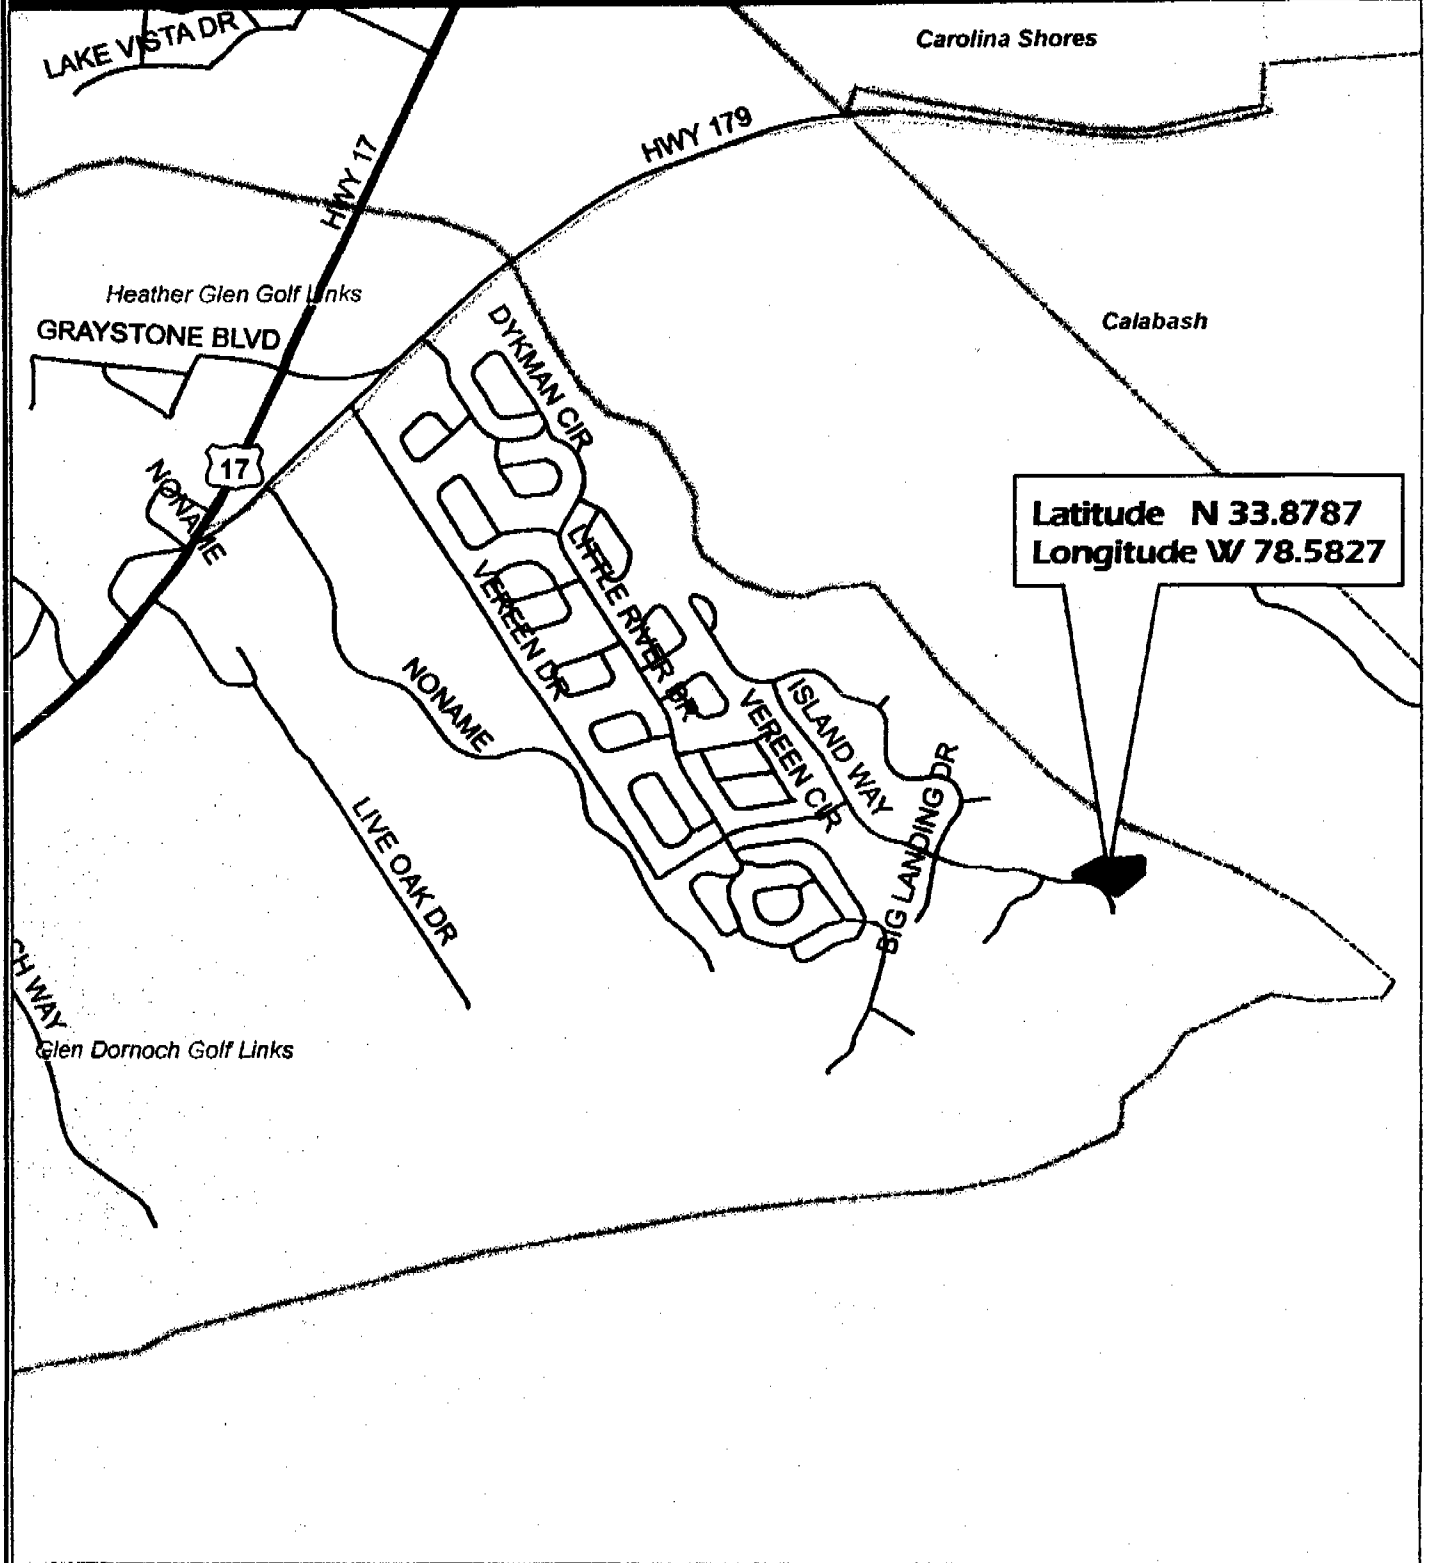 LAKE VISTA DR
Carolina Shores
HWY 179
HWY 17
Heather Glen Golf Links
GRAYSTONE BLVD
DYKMAN CIR
Calabash
17
NONAME
Latitude N 33.8787
Longitude W 78.5827
LITTLE RIVER DR
VEREEN DR
NONAME
ISLAND WAY
VEREEN CIR
BIG LANDING DR
LIVE OAK DR
CH WAY
Glen Dornoch Golf Links